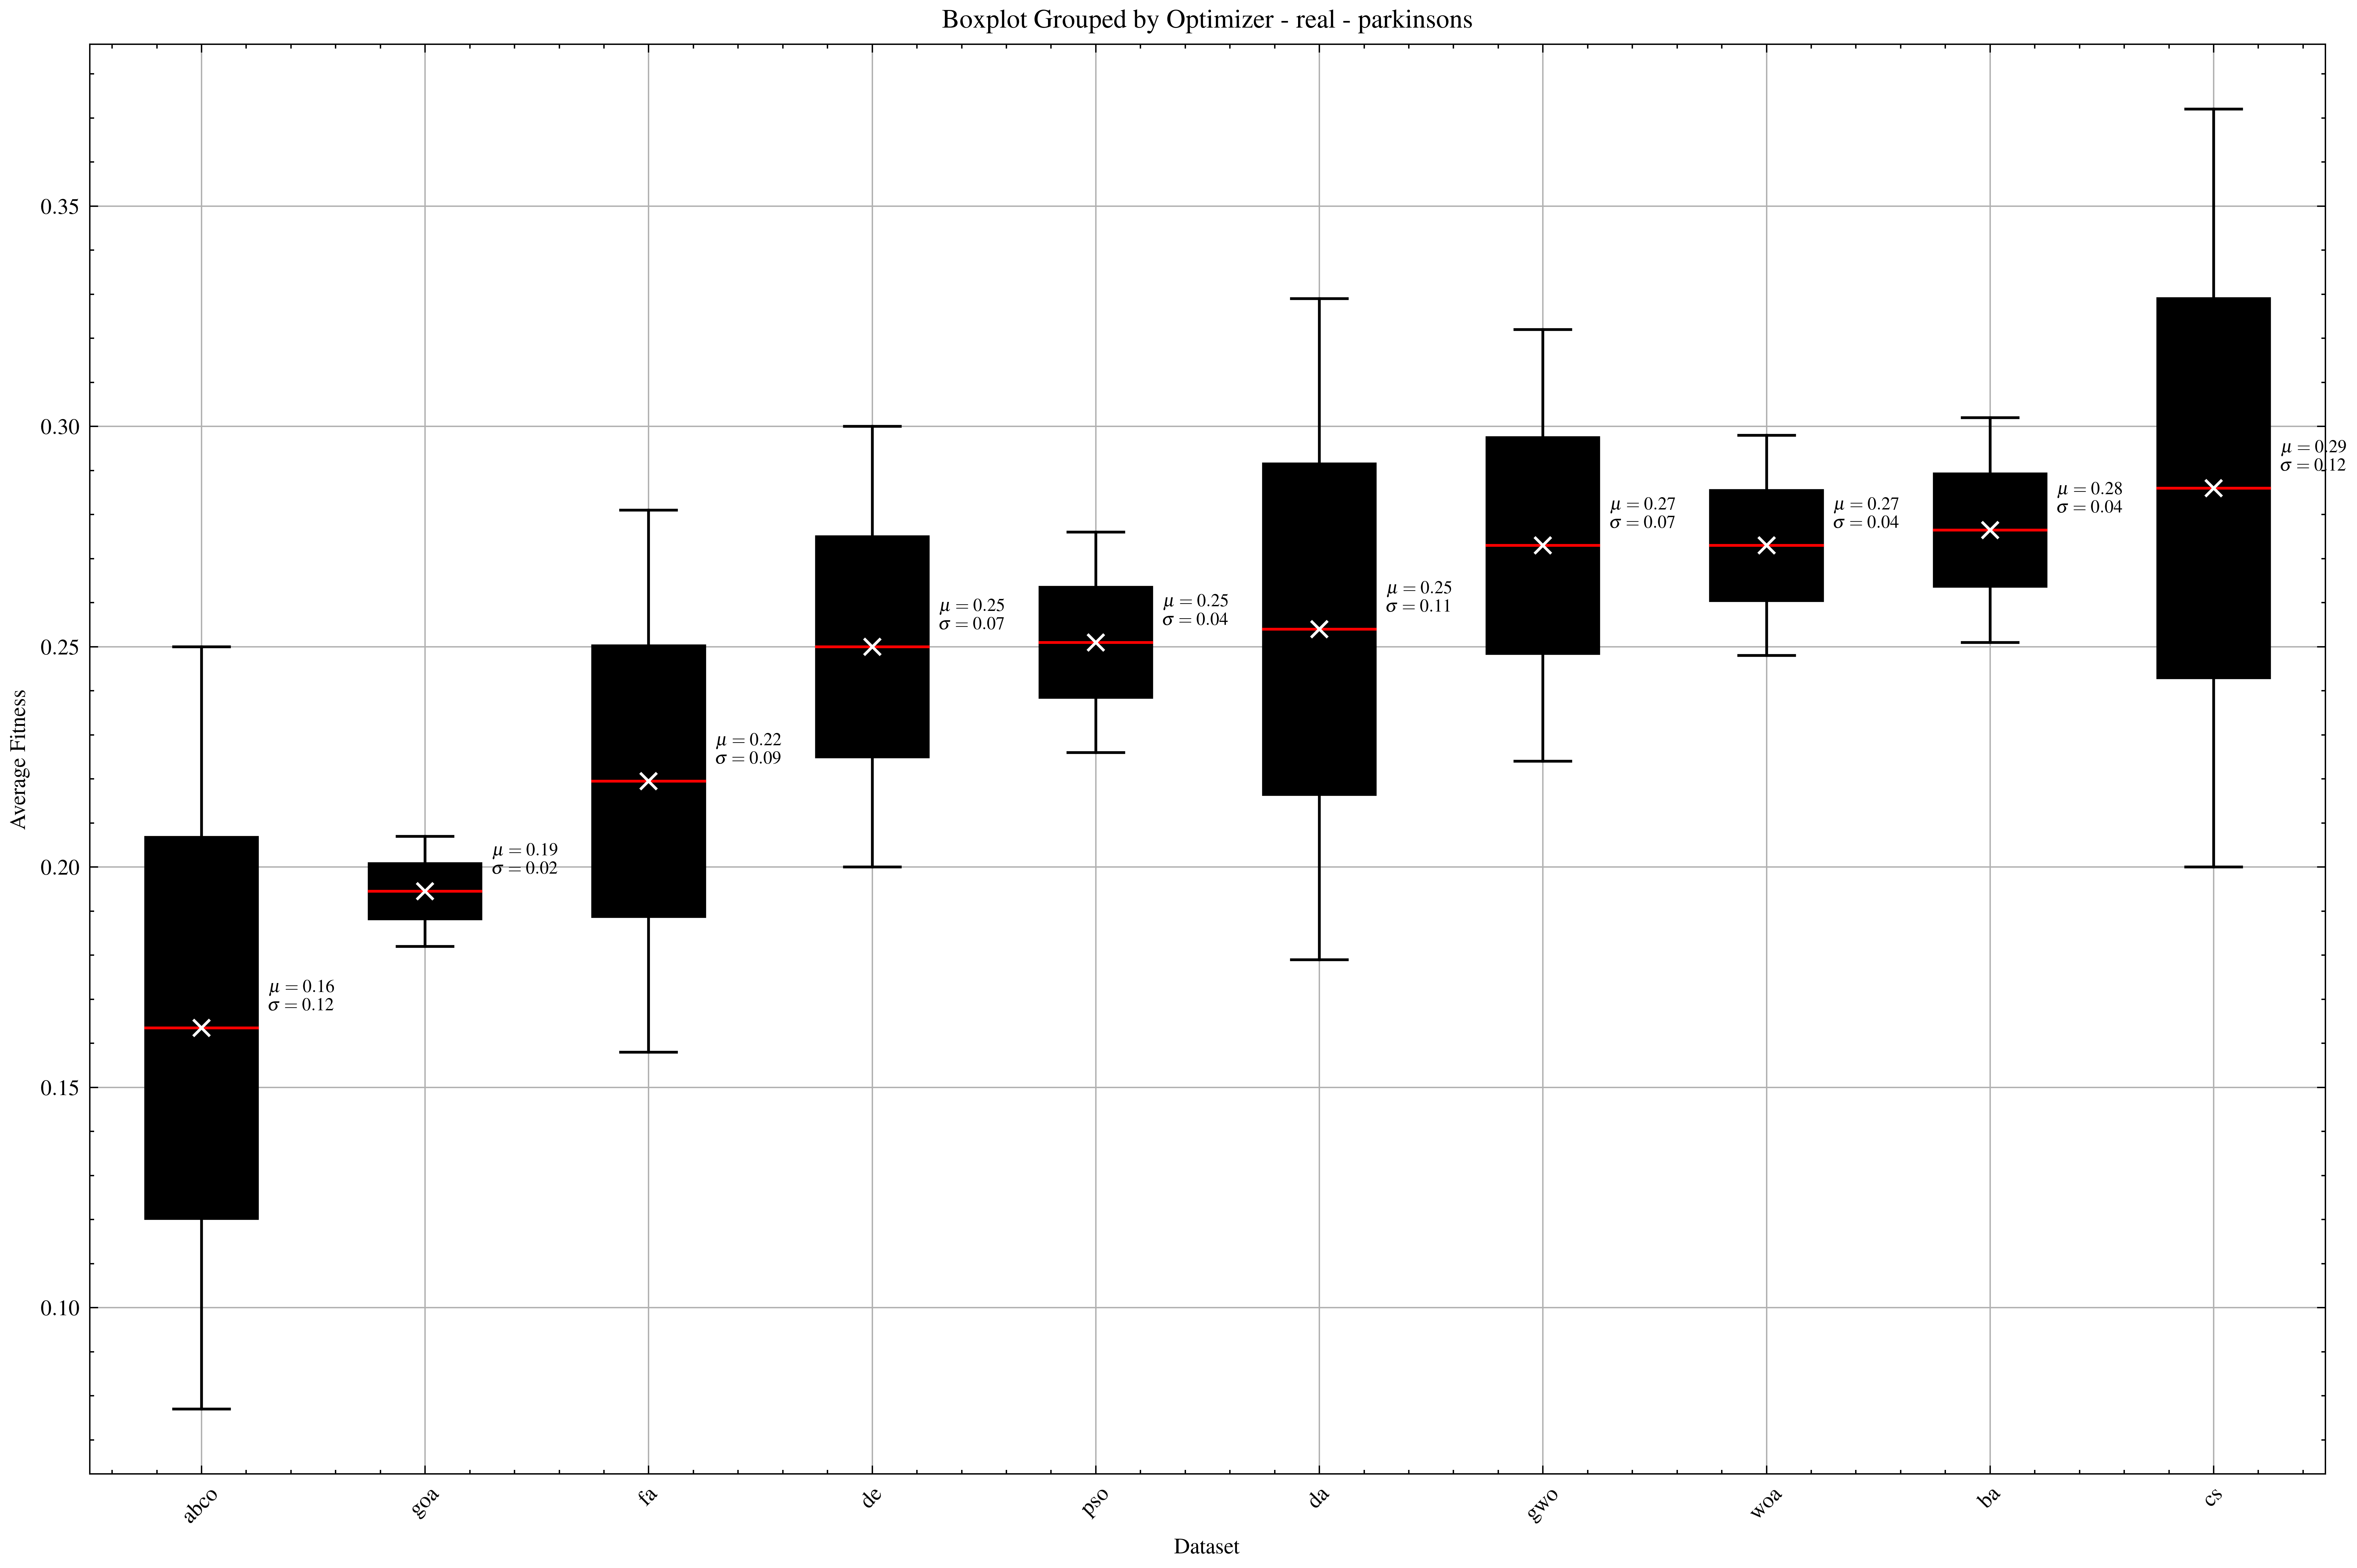 Boxplot Grouped by Optimizer - real - parkinsons
Average Fitness
0.35
0.30
0.25
0.20
0.15
0.10
μ = 0.16
σ = 0.12
μ = 0.19
σ = 0.02
μ = 0.22
σ = 0.09
μ = 0.25
σ = 0.07
μ = 0.25
σ = 0.04
μ = 0.25
σ = 0.11
μ = 0.27
σ = 0.07
μ = 0.27
σ = 0.04
μ = 0.28
σ = 0.04
μ = 0.29
σ = 0.12
abco
goa
fa
de
pso
da
gwo
woa
ba
cs
Dataset